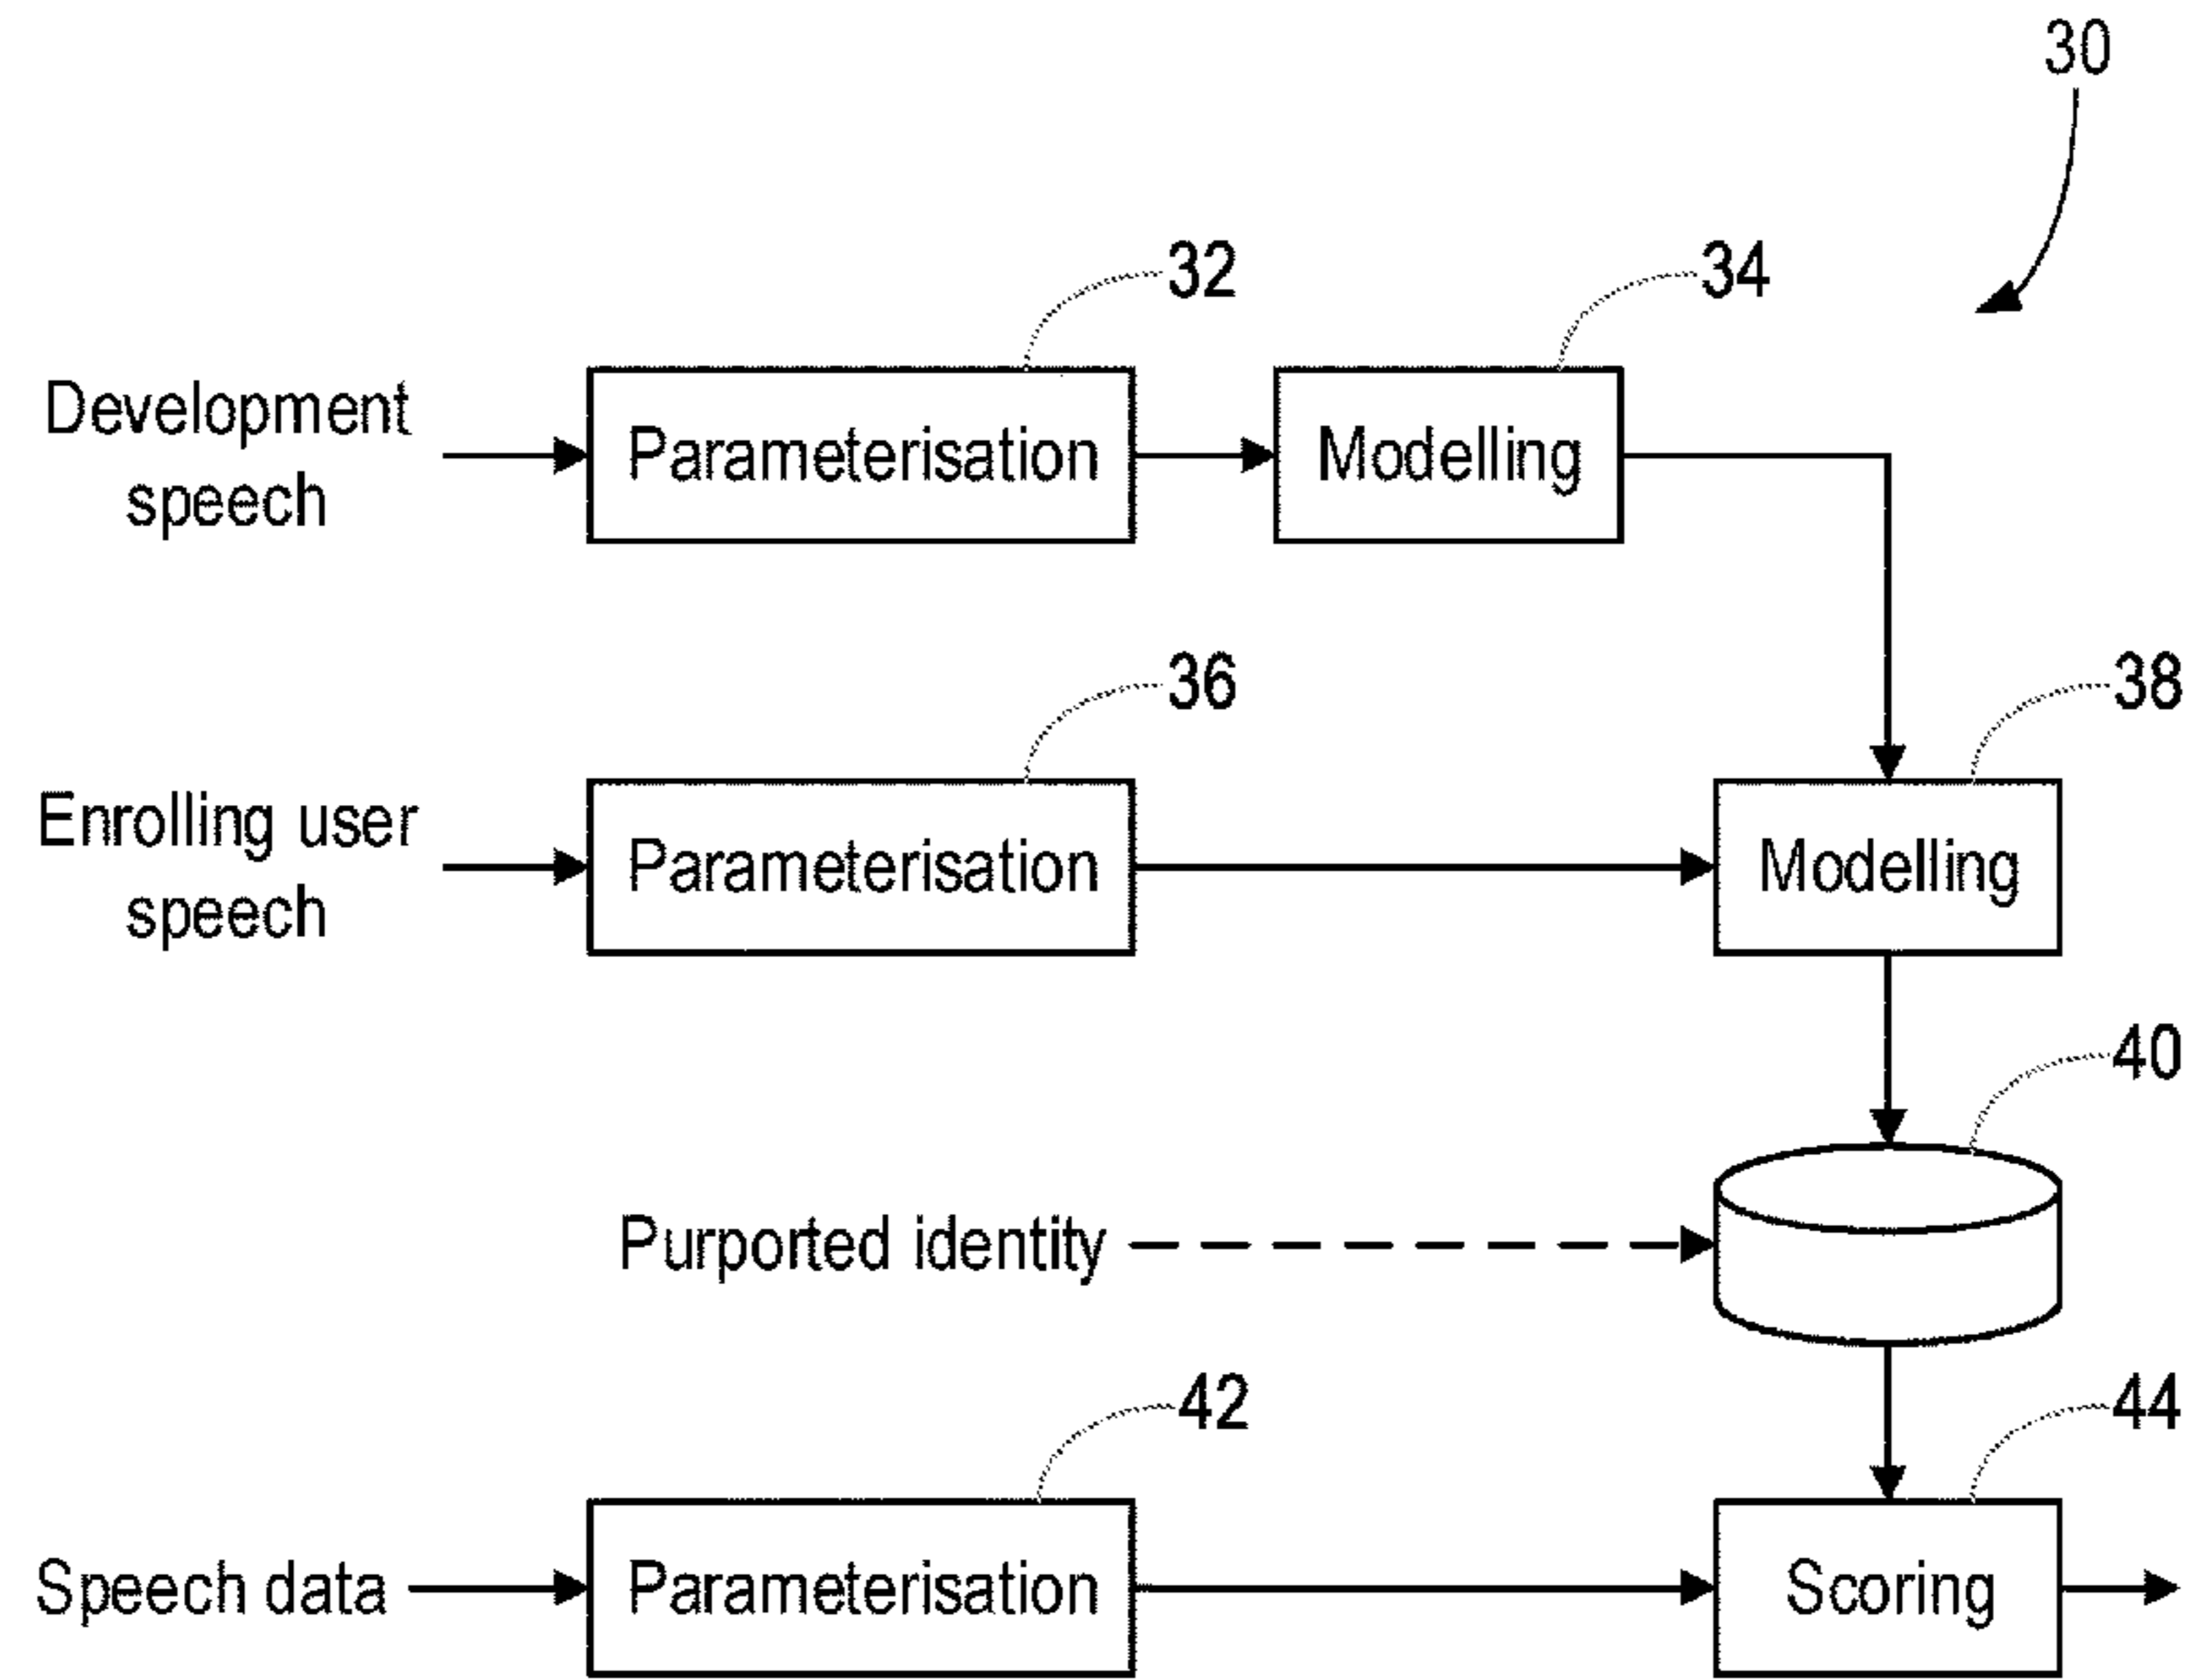 30
32
34
Development
speech
Parameterisation
Modelling
36
38
Enrolling user
speech
Parameterisation
Modelling
40
Purported identity
42
44
Speech data
Parameterisation
Scoring